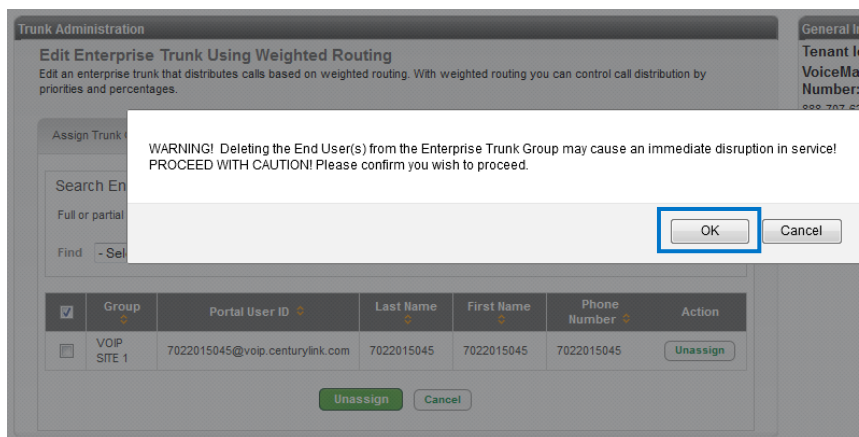 Trunk Administration
Edit Enterprise Trunk Using Weighted Routing
Edit an enterprise trunk that distributes calls based on weighted routing. With weighted routing you can control call distribution by
priorities and percentages.
General
Tenant
Number:
Assign Trunk
WARNING! Deleting the End User(s) from the Enterprise Trunk Group may cause an immediate disruption in service!
PROCEED WITH CAUTION! Please confirm you wish to proceed.
Search En
Full or partial
Find - Sel
OK Cancel
Group Portal User ID Last Name First Name Phone Number Action
VOIP SITE 1 7022015045@voip.centurylink.com 7022015045 7022015045 7022015045 Unassign
Unassign Cancel